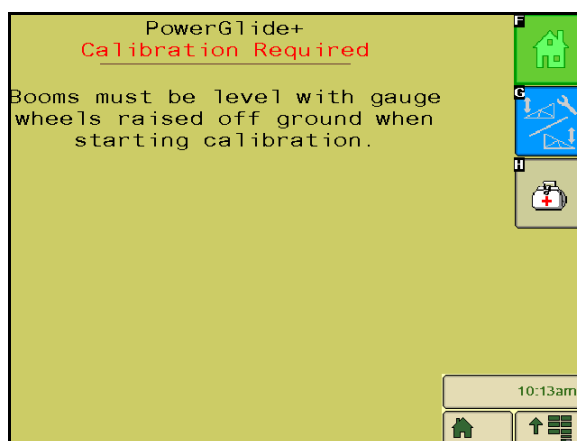 PowerGlide+
Calibration Required
Booms must be level with gauge
wheels raised off ground when
starting calibration.
F
G
H
10:13am